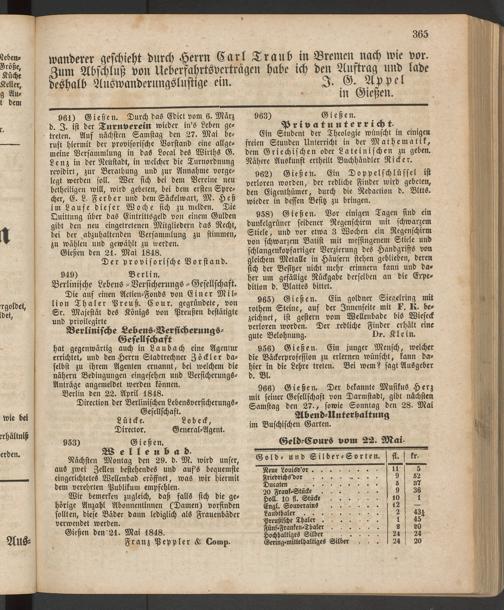 365
wanderer geschieht durch Herrn Carl Traub in Bremen nach wie vor.
Zum Abschluß von Ueberfahrtsverträgen habe ich den Auftrag und lade
deshalb Auswanderungslustige ein. J. G. Appel
in Gießen.
961) Gießen. Durch das Edict vom 6. März
d. J. ist der Turnverein wieder in's Leben ge-
treten. Auf nächsten Samstag den 27. Mai be-
ruft hiermit der provisorische Vorstand eine allge-
meine Versammlung in das Local des Wirths G.
Lenz in der Neustadt, in welcher die Turnordnung
revidirt, zur Berathung und zur Annahme vorge-
legt werden soll. Wer sich bei dem Vereine neu
betheiligen will, wird gebeten, bei dem ersten Spre-
cher, C. L. Ferber und dem Säckelwart, M. Heß
im Laufe dieser Woche sich zu melden. Die
Quittung über das Eintrittsgeld von einem Gulden
gibt den neu eingetretenen Mitgliedern das Recht,
bei der abzuhaltenden Versammlung zu stimmen,
zu wählen und gewählt zu werden.
Gießen den 21. Mai 1848.
Der provisorische Vorstand.
949) Berlin.
Berlinische Lebens-Versicherungs-Gesellschaft.
Die auf einen Actien-Fonds von Einer Mil-
lion Thaler Preuß. Cour. gegründete, von
Sr. Majestät des Königs von Preußen bestätigte
und privilegirte
Berlinische Lebens-Versicherungs-
Gesellschaft
hat gegenwärtig auch in Laubach eine Agentur
errichtet, und den Herrn Stadtrechner Zöckler da-
selbst zu ihrem Agenten ernannt, bei welchem die
nähern Bedingungen eingesehen und Versicherungs-
Anträge angemeldet werden können.
Berlin den 22. April 1848.
Direction der Berlinischen Lebensversicherungs-
Gesellschaft.
Lütcke. Lobeck,
Director. General-Agent.
953) Gießen.
Wellenbad.
Nächsten Montag den 29. d. M. wird unser,
aus zwei Zellen bestehendes und auf's bequemste
eingerichtetes Wellenbad eröffnet, was wir hiermit
dem verehrten Publikum empfehlen.
Wir bemerken zugleich, daß falls sich die ge-
hörige Anzahl Abonnentinnen (Damen) vorfinden
sollten, diese Bäder dann lediglich als Frauenbäder
verwendet werden.
Gießen den 21. Mai 1848.
Franz Peppler & Comp.
963) Gießen.
Privatunterricht.
Ein Student der Theologie wünscht in einigen
freien Stunden Unterricht in der Mathematik,
dem Griechischen oder Lateinischen zu geben.
Nähere Auskunft ertheilt Buchhändler Ricker.
962) Gießen. Ein Doppelschlüssel ist
verloren worden, der redliche Finder wird gebeten,
den Eigenthümer, durch die Redaction d. Bltts.
wieder in dessen Besitz zu bringen.
958) Gießen. Vor einigen Tagen sind ein
dunkelgrüner seidener Regenschirm mit schwarzem
Stiele, und vor etwa 3 Wochen ein Regenschirm
von schwarzem Batist mit messingenem Stiele und
schlangenkopfartiger Verzierung des Handgriffs von
gleichem Metalle in Häusern stehen geblieben, deren
sich der Besitzer nicht mehr erinnern kann und da-
her um gefällige Rückgabe derselben an die Expe-
dition d. Blattes bittet.
965) Gießen. Ein goldner Siegelring mit
rothem Steine, auf der Innenseite mit F. K. be-
zeichnet, ist gestern vom Wellenbade bis Wieseck
verloren worden. Der redliche Finder erhält eine
gute Belohnung. Dr. Klein.
956) Gießen. Ein junger Mensch, welcher
die Bäckerprofession zu erlernen wünscht, kann da-
hier in die Lehre treten. Bei wem? sagt Ausgeber
d. Bl.
966) Gießen. Der bekannte Musikus Herz
mit seiner Gesellschaft von Darmstadt, gibt nächsten
Samstag den 27., sowie Sonntag den 28. Mai
Abend-Unterhaltung
im Buschischen Garten.
Geld-Cours vom 22. Mai.
Gold- und Silber-Sorten. fl. kr.
Neue Louisd'or 11 5
Friedrichsd'or 9 52
Ducaten 5 37
20 Frank-Stücke 9 36
Holl. 10 fl. Stücke 10 1
Engl. Souverains 12 —
Laubthaler 2 43½
Preußische Thaler 1 45
Fünf-Franken-Thaler 2 20
Hochhaltiges Silber 24 24
Gering-mittelhaltiges Silber 24 20